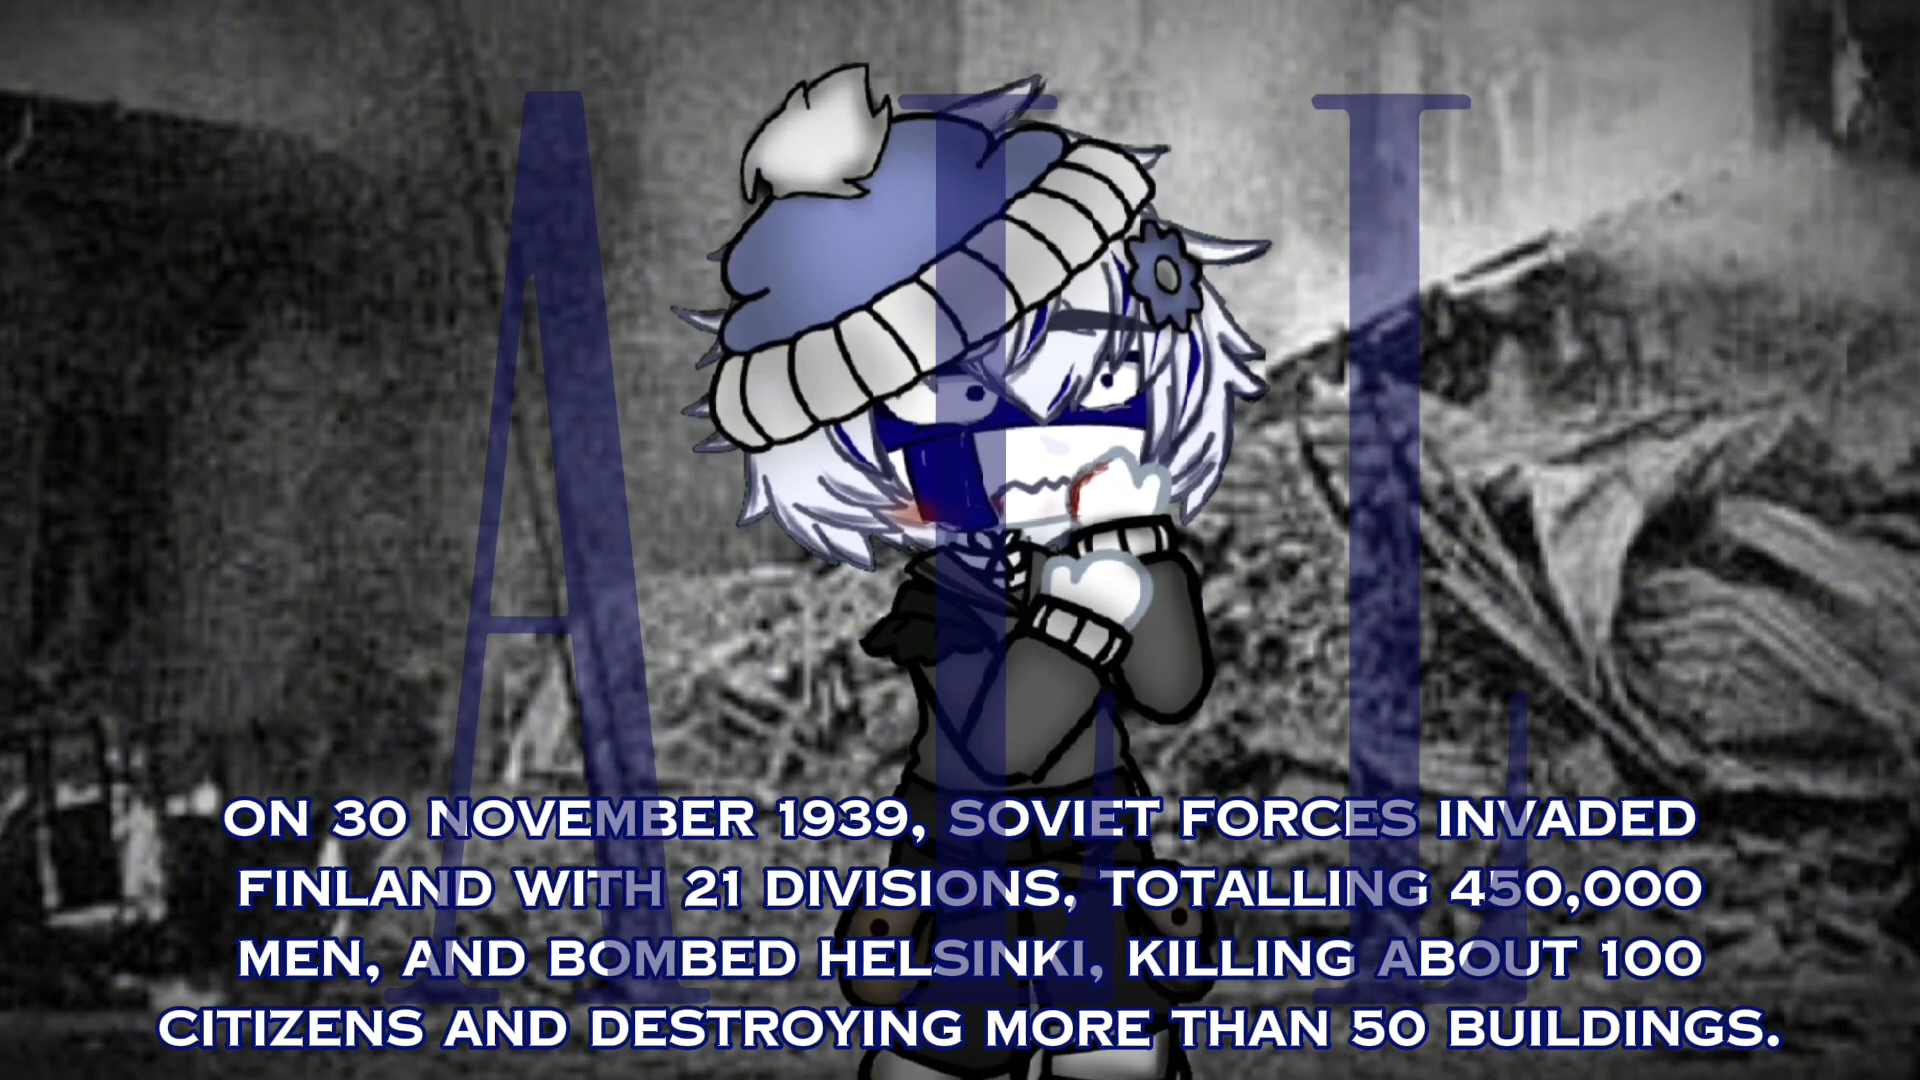 ALL
ON 30 NOVEMBER 1939, SOVIET FORCES INVADED
FINLAND WITH 21 DIVISIONS, TOTALLING 450,000
MEN, AND BOMBED HELSINKI, KILLING ABOUT 100
CITIZENS AND DESTROYING MORE THAN 50 BUILDINGS.